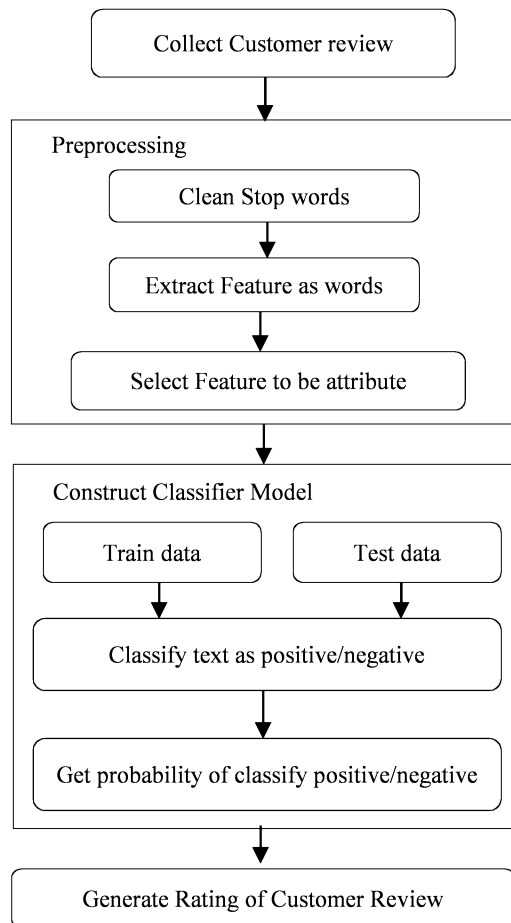 Collect Customer review
Preprocessing
Clean Stop words
Extract Feature as words
Select Feature to be attribute
Construct Classifier Model
Train data
Test data
Classify text as positive/negative
Get probability of classify positive/negative
Generate Rating of Customer Review